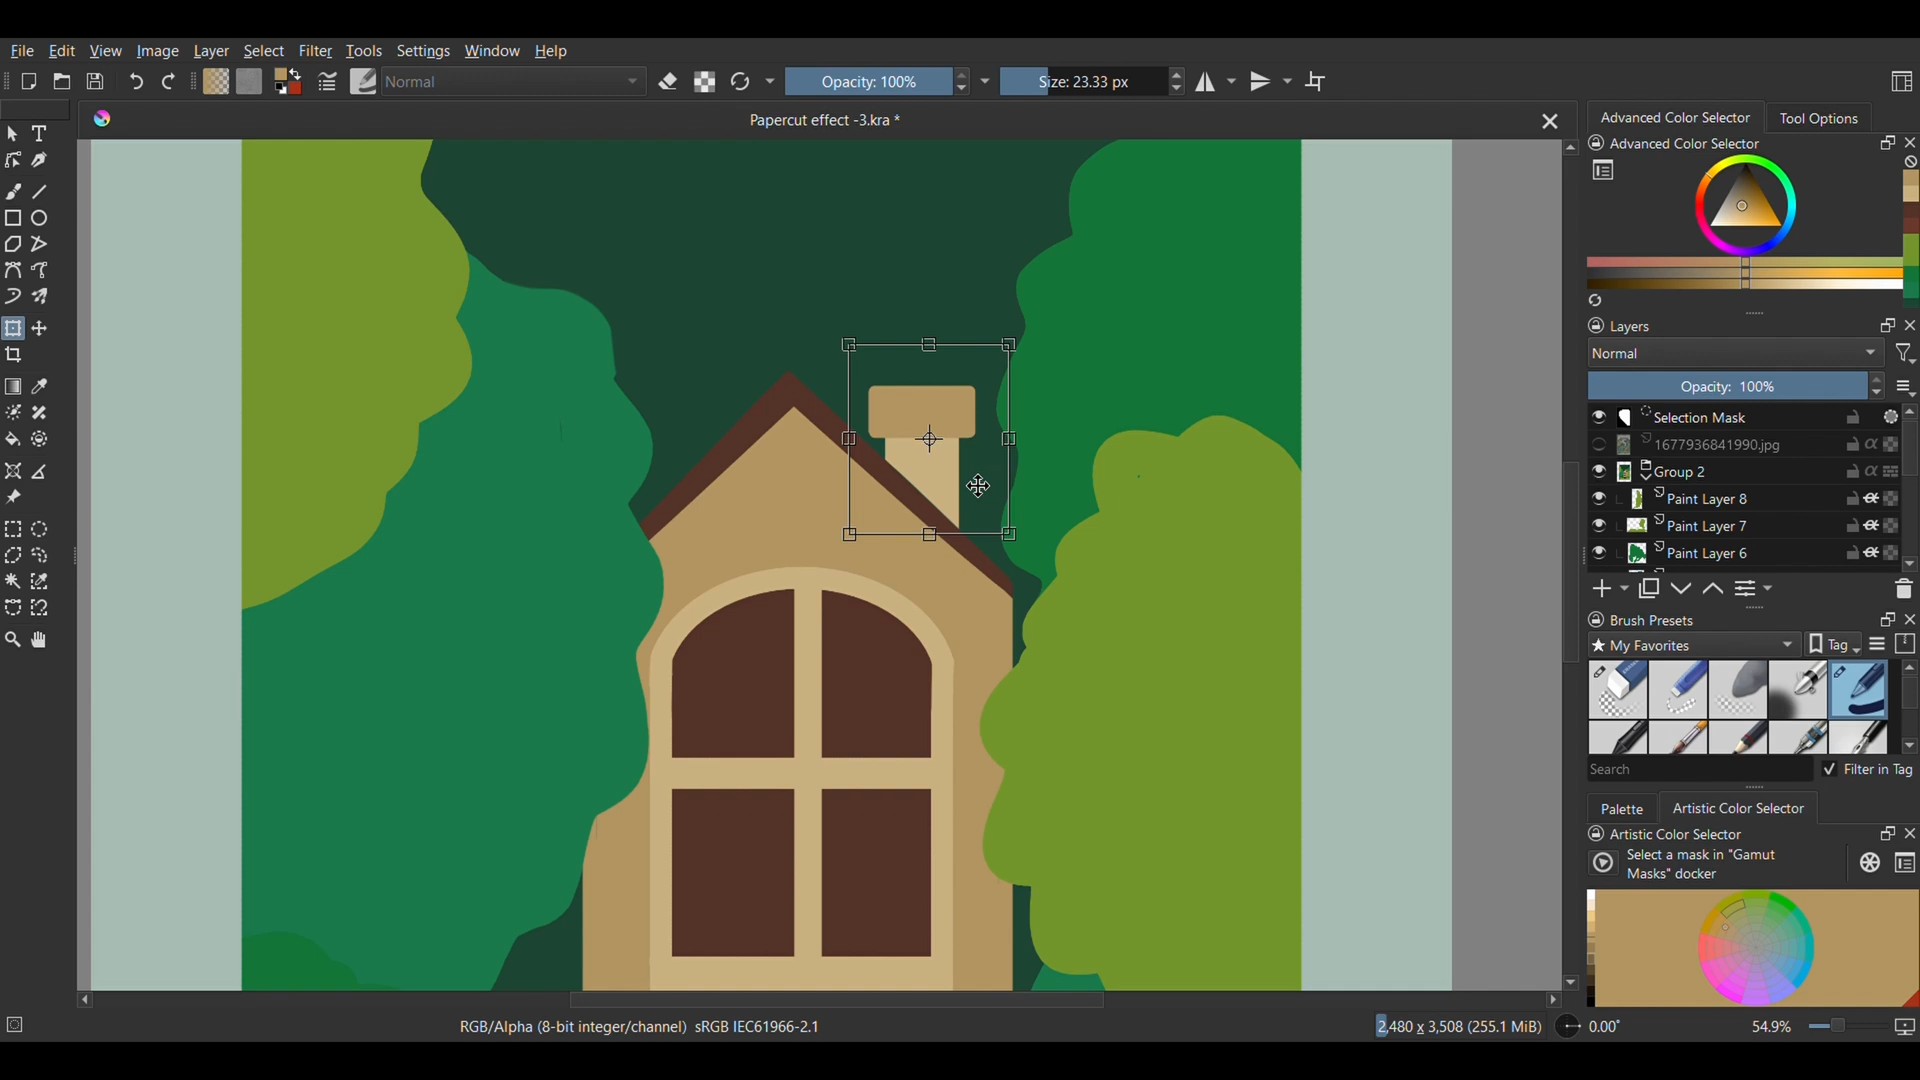 File Edit View Image Layer Select Filter Tools Settings Window Help
Normal Opacity: 100% Size: 23.33 px
Papercut effect -3.kra *
Advanced Color Selector Tool Options
Advanced Color Selector
Layers
Normal
Opacity: 100%
Selection Mask
1677936841990.jpg
Group 2
Paint Layer 8
Paint Layer 7
Paint Layer 6
Brush Presets
★ My Favorites Tag
Search Filter in Tag
Palette Artistic Color Selector
Artistic Color Selector
Select a mask in "Gamut
Masks" docker
RGB/Alpha (8-bit integer/channel) sRGB IEC61966-2.1 2,480 x 3,508 (255.1 MiB) 0.00° 54.9%